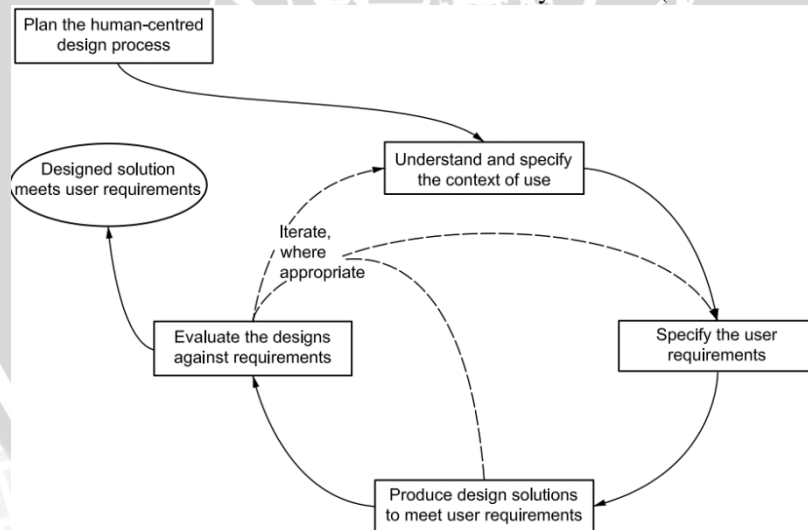 Plan the human-centred
design process
Designed solution
meets user requirements
Understand and specify
the context of use
Iterate,
where
appropriate
Evaluate the designs
against requirements
Specify the user
requirements
Produce design solutions
to meet user requirements